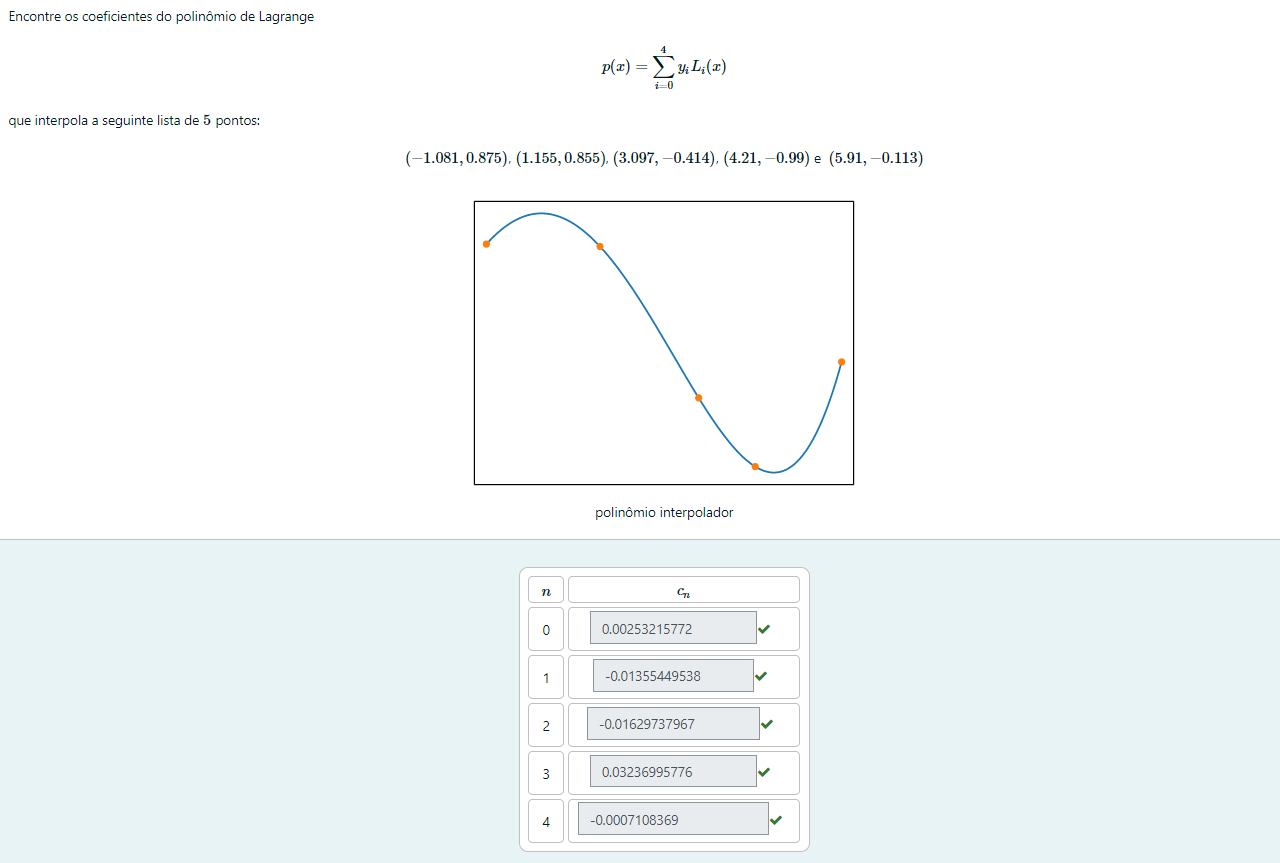 Encontre os coeficientes do polinômio de Lagrange
p(x) = ∑_{i=0}^{4} y_i L_i(x)
que interpola a seguinte lista de 5 pontos:
(−1.081, 0.875), (1.155, 0.855), (3.097, −0.414), (4.21, −0.99) e (5.91, −0.113)
polinômio interpolador
n c_n
0 0.00253215772
1 -0.01355449538
2 -0.01629737967
3 0.03236995776
4 -0.0007108369